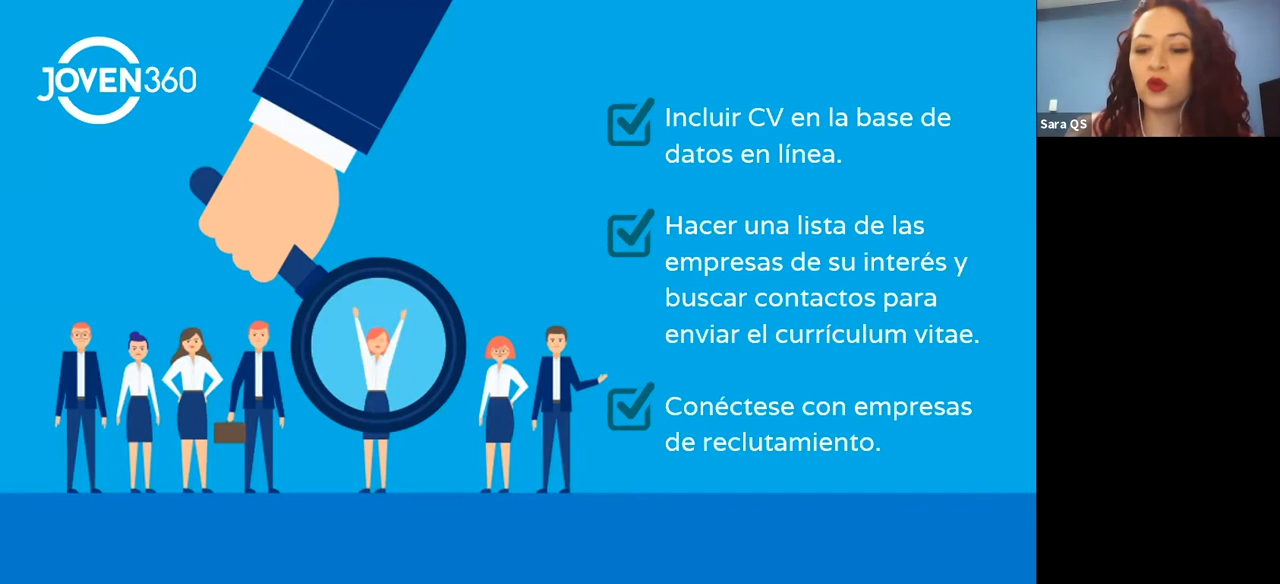 JOVEN360
Incluir CV en la base de
datos en línea.
Hacer una lista de las
empresas de su interés y
buscar contactos para
enviar el currículum vitae.
Conéctese con empresas
de reclutamiento.
Sara QS